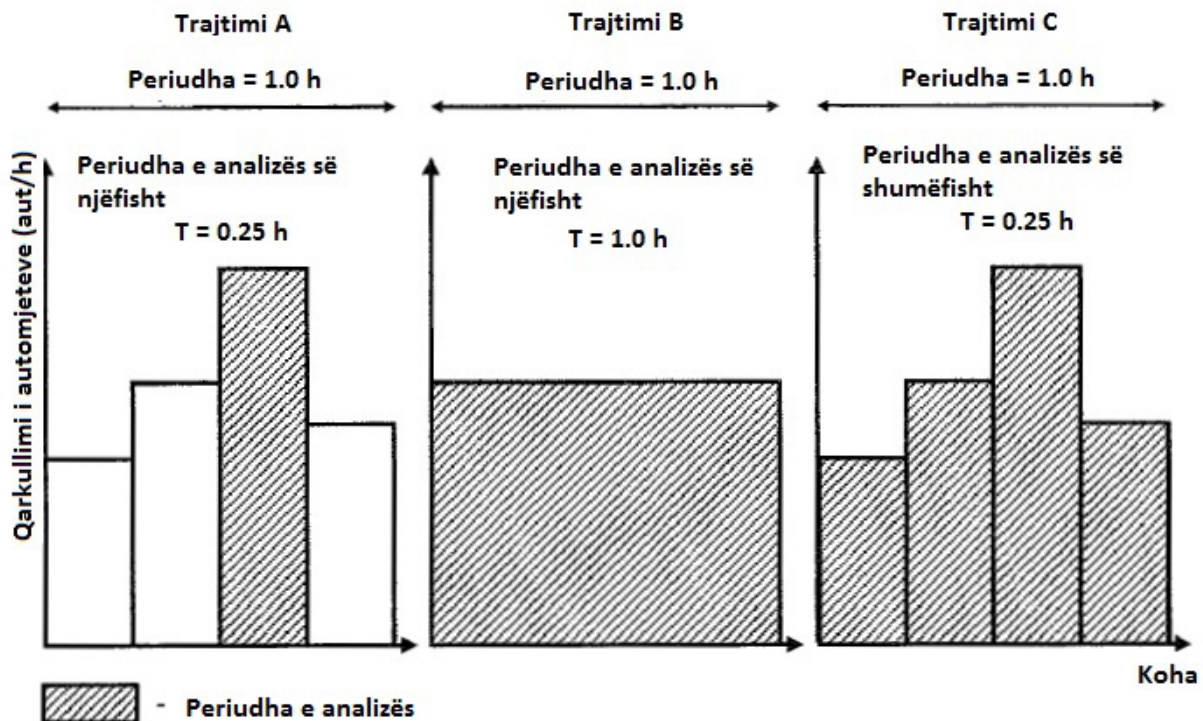 Trajtimi A
Trajtimi B
Trajtimi C
Periudha = 1.0 h
Periudha = 1.0 h
Periudha = 1.0 h
Qarkullimi i automjeteve (aut/h)
Periudha e analizës së
njëfisht
T = 0.25 h
Periudha e analizës së
njëfisht
T = 1.0 h
Periudha e analizës së
shumëfisht
T = 0.25 h
Koha
- Periudha e analizës